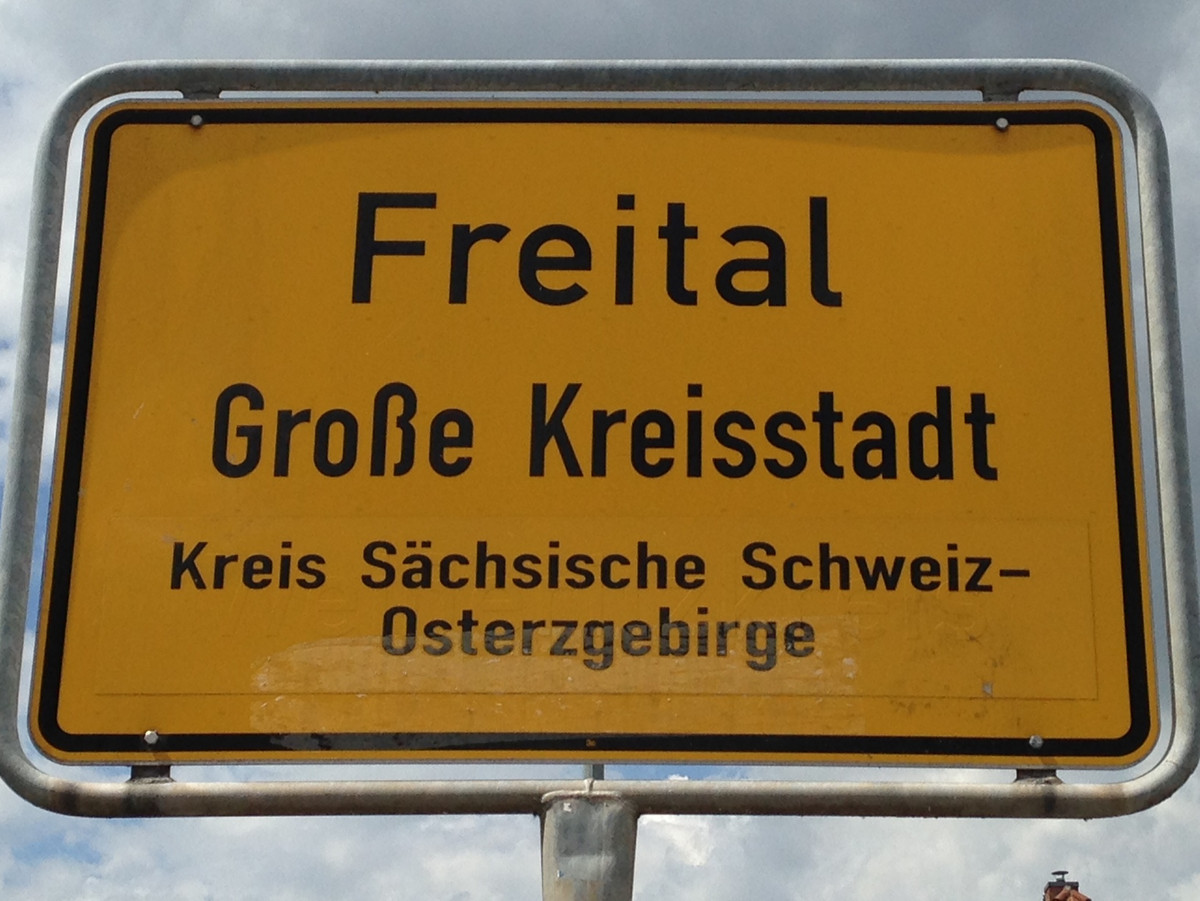 Freital
Große Kreisstadt
Kreis Sächsische Schweiz-
Osterzgebirge